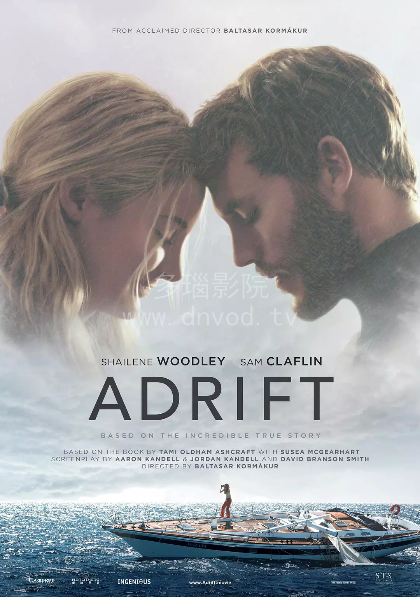 FROM ACCLAIMED DIRECTOR BALTASAR KORMÁKUR
多瑙影院
www.dnvod.tv
SHAILENE WOODLEY SAM CLAFLIN
ADRIFT
BASED ON THE INCREDIBLE TRUE STORY
BASED ON THE BOOK BY TAMI OLDHAM ASHCRAFT WITH SUSEA MCGEARHART
SCREENPLAY BY AARON KANDELL & JORDAN KANDELL AND DAVID BRANSON SMITH
DIRECTED BY BALTASAR KORMÁKUR
INGENIOUS
STS